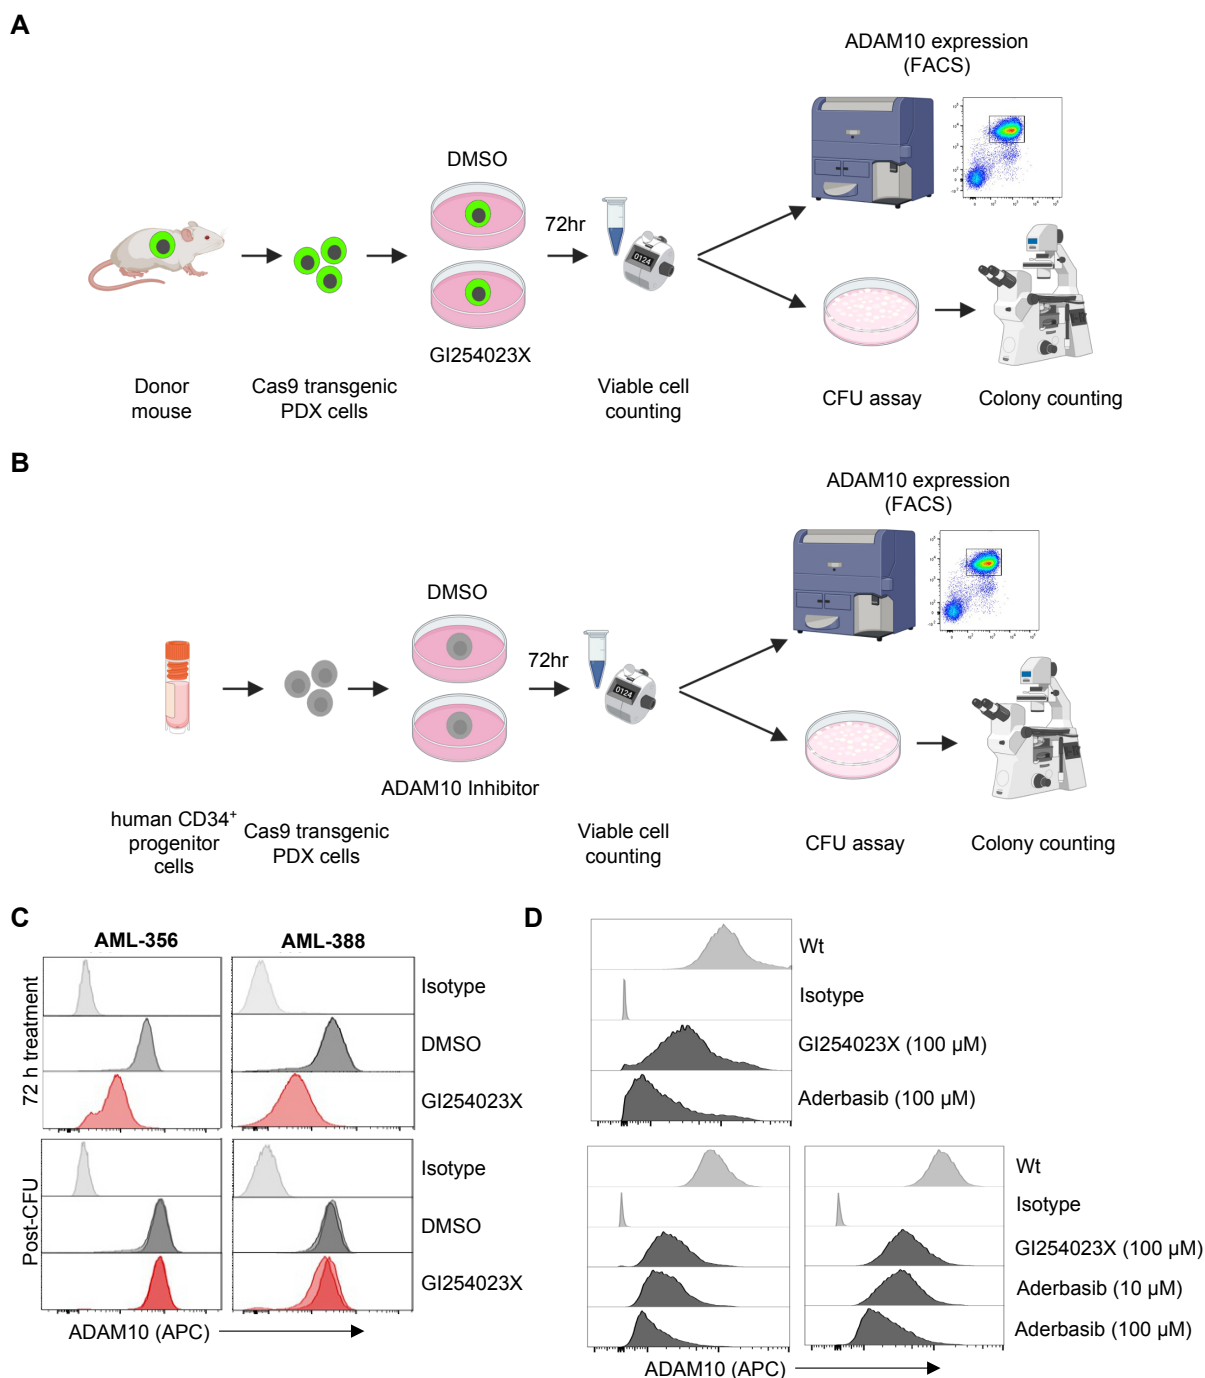 A
ADAM10 expression
(FACS)
DMSO
72hr
0124
GI254023X
Donor
mouse
Cas9 transgenic
PDX cells
Viable cell
counting
CFU assay
Colony counting
B
ADAM10 expression
(FACS)
DMSO
72hr
0124
ADAM10 Inhibitor
human CD34+
progenitor
cells
Cas9 transgenic
PDX cells
Viable cell
counting
CFU assay
Colony counting
C
AML-356
AML-388
72 h treatment
Isotype
DMSO
GI254023X
Post-CFU
Isotype
DMSO
GI254023X
ADAM10 (APC)
D
Wt
Isotype
GI254023X (100 µM)
Aderbasib (100 µM)
Wt
Isotype
GI254023X (100 µM)
Aderbasib (10 µM)
Aderbasib (100 µM)
ADAM10 (APC)